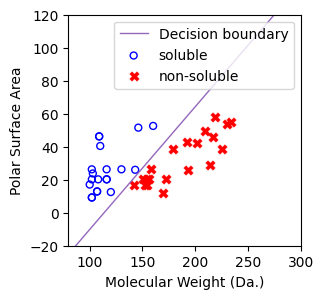 Decision boundary
soluble
non-soluble
120
100
80
60
40
20
0
−20
Polar Surface Area
100 150 200 250 300
Molecular Weight (Da.)